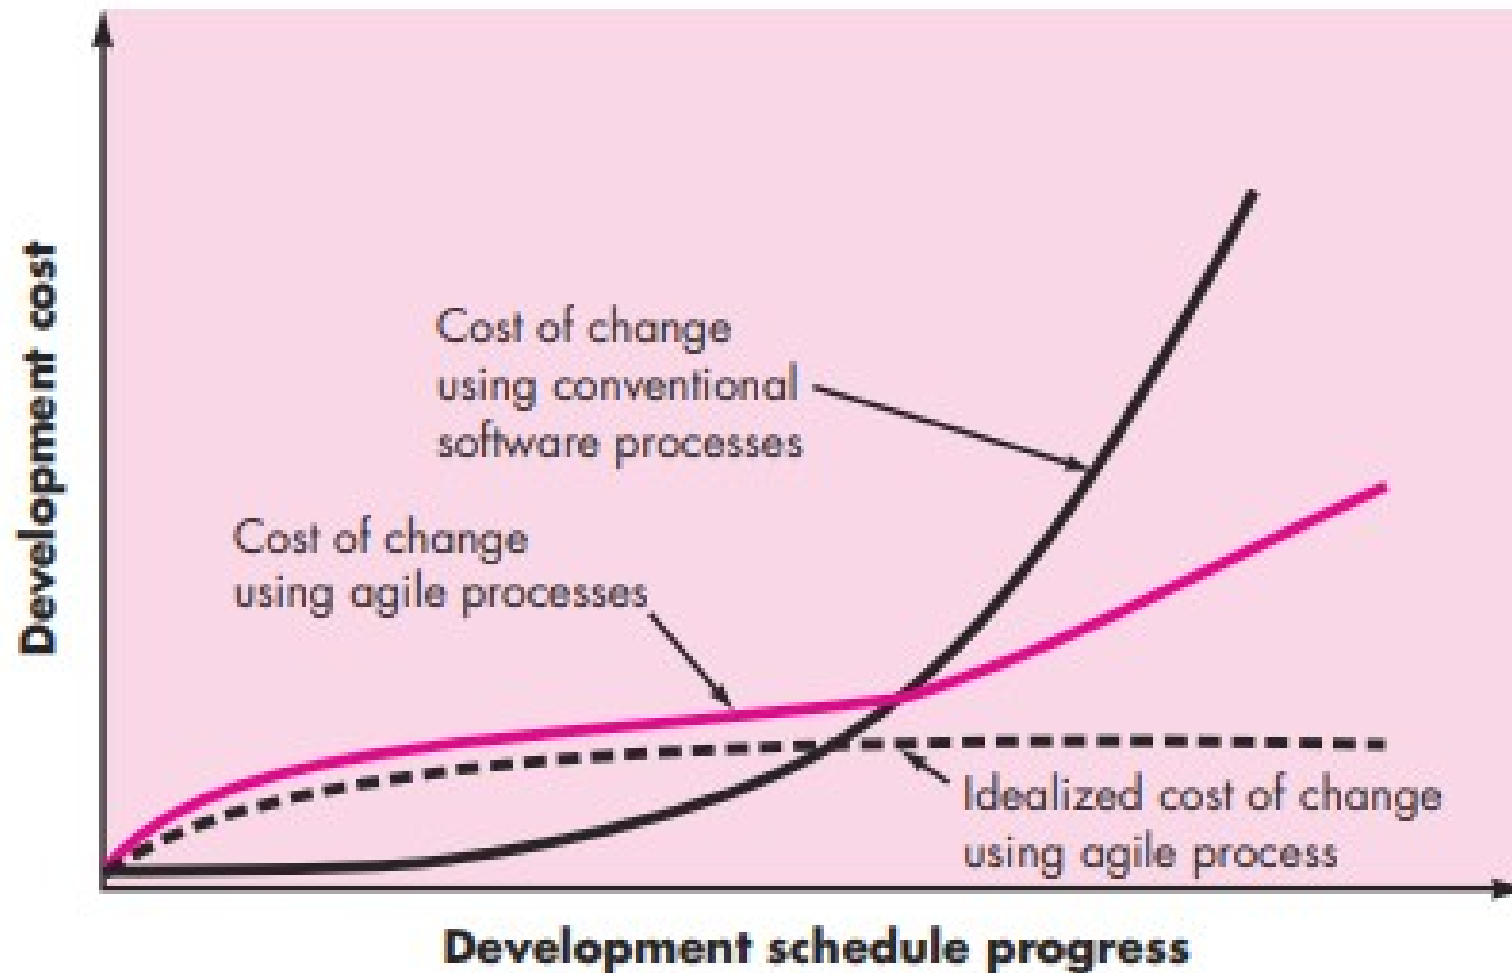 Development cost
Cost of change
using conventional
software processes
Cost of change
using agile processes
Idealized cost of change
using agile process
Development schedule progress